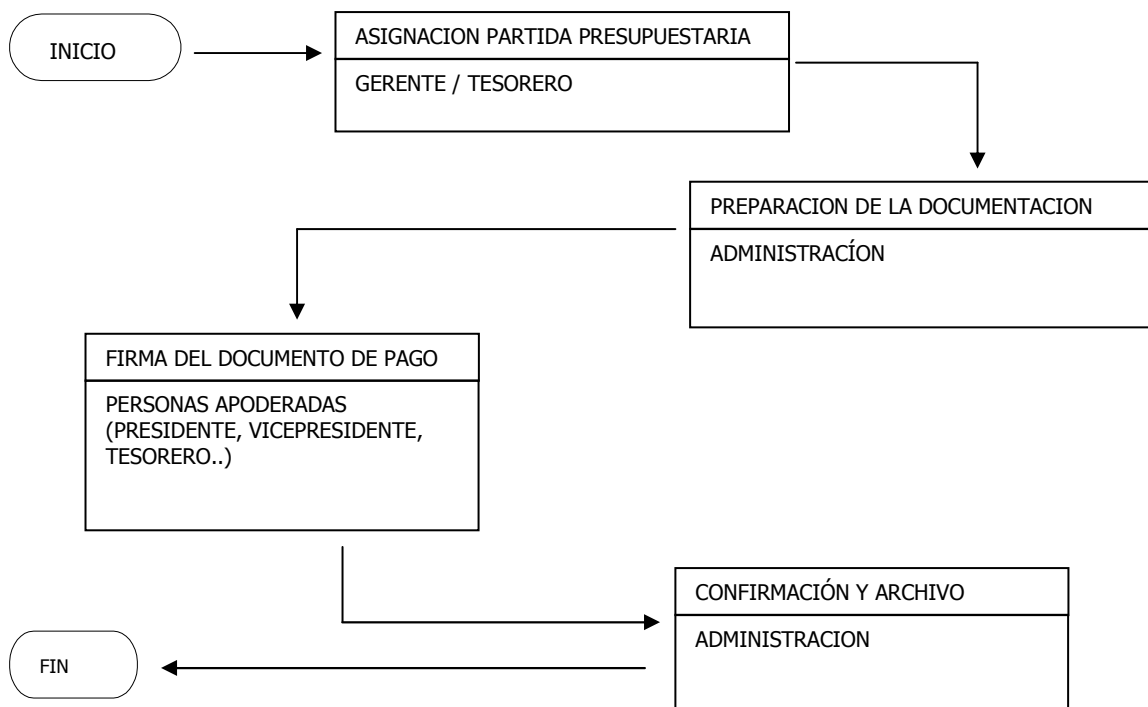 INICIO
ASIGNACION PARTIDA PRESUPUESTARIA
GERENTE / TESORERO
PREPARACION DE LA DOCUMENTACION
ADMINISTRACÍON
FIRMA DEL DOCUMENTO DE PAGO
PERSONAS APODERADAS
(PRESIDENTE, VICEPRESIDENTE,
TESORERO..)
CONFIRMACIÓN Y ARCHIVO
ADMINISTRACION
FIN